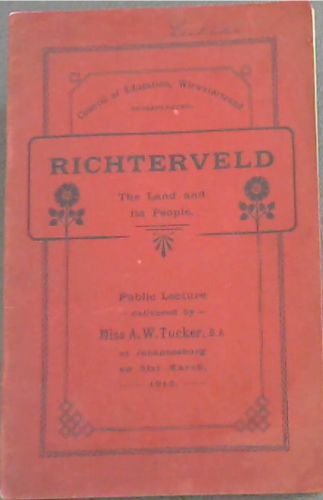 Council of Education, Witwatersrand
RICHTERVELD
The Land and
Its People.
Public Lecture
delivered by
Miss A. W. Tucker, B.A
at Johannesburg
on 31st March,